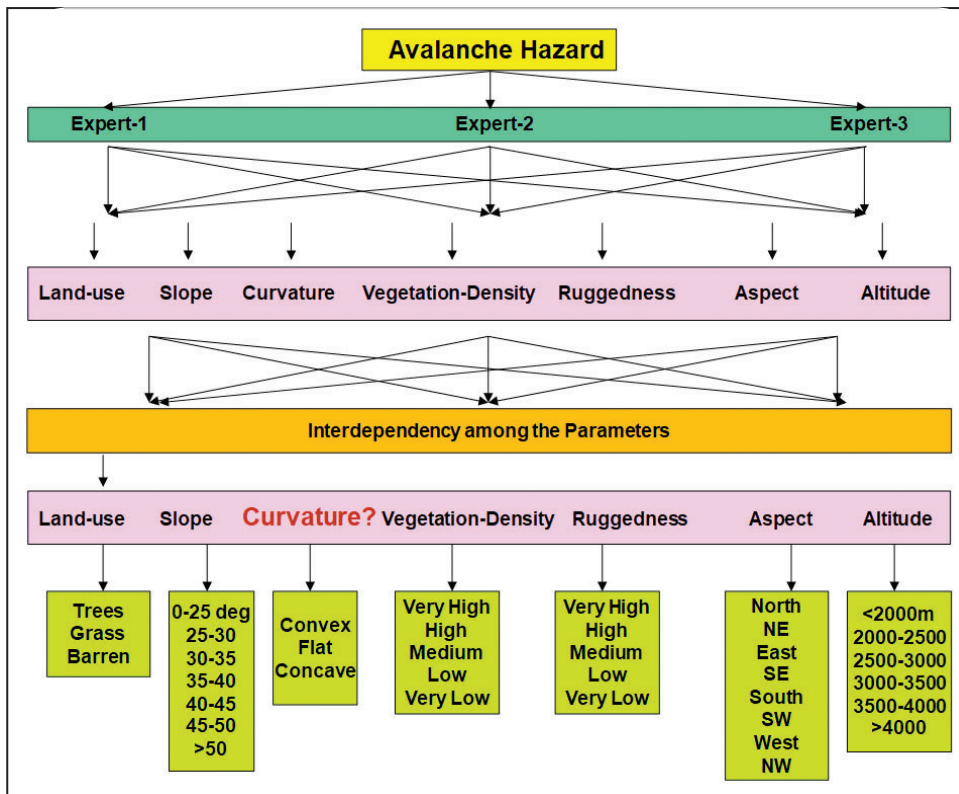 Avalanche Hazard
Expert-1 Expert-2 Expert-3
Land-use Slope Curvature Vegetation-Density Ruggedness Aspect Altitude
Interdependency among the Parameters
Land-use Slope Curvature? Vegetation-Density Ruggedness Aspect Altitude
Trees
Grass
Barren
0-25 deg
25-30
30-35
35-40
40-45
45-50
>50
Convex
Flat
Concave
Very High
High
Medium
Low
Very Low
Very High
High
Medium
Low
Very Low
North
NE
East
SE
South
SW
West
NW
<2000m
2000-2500
2500-3000
3000-3500
3500-4000
>4000